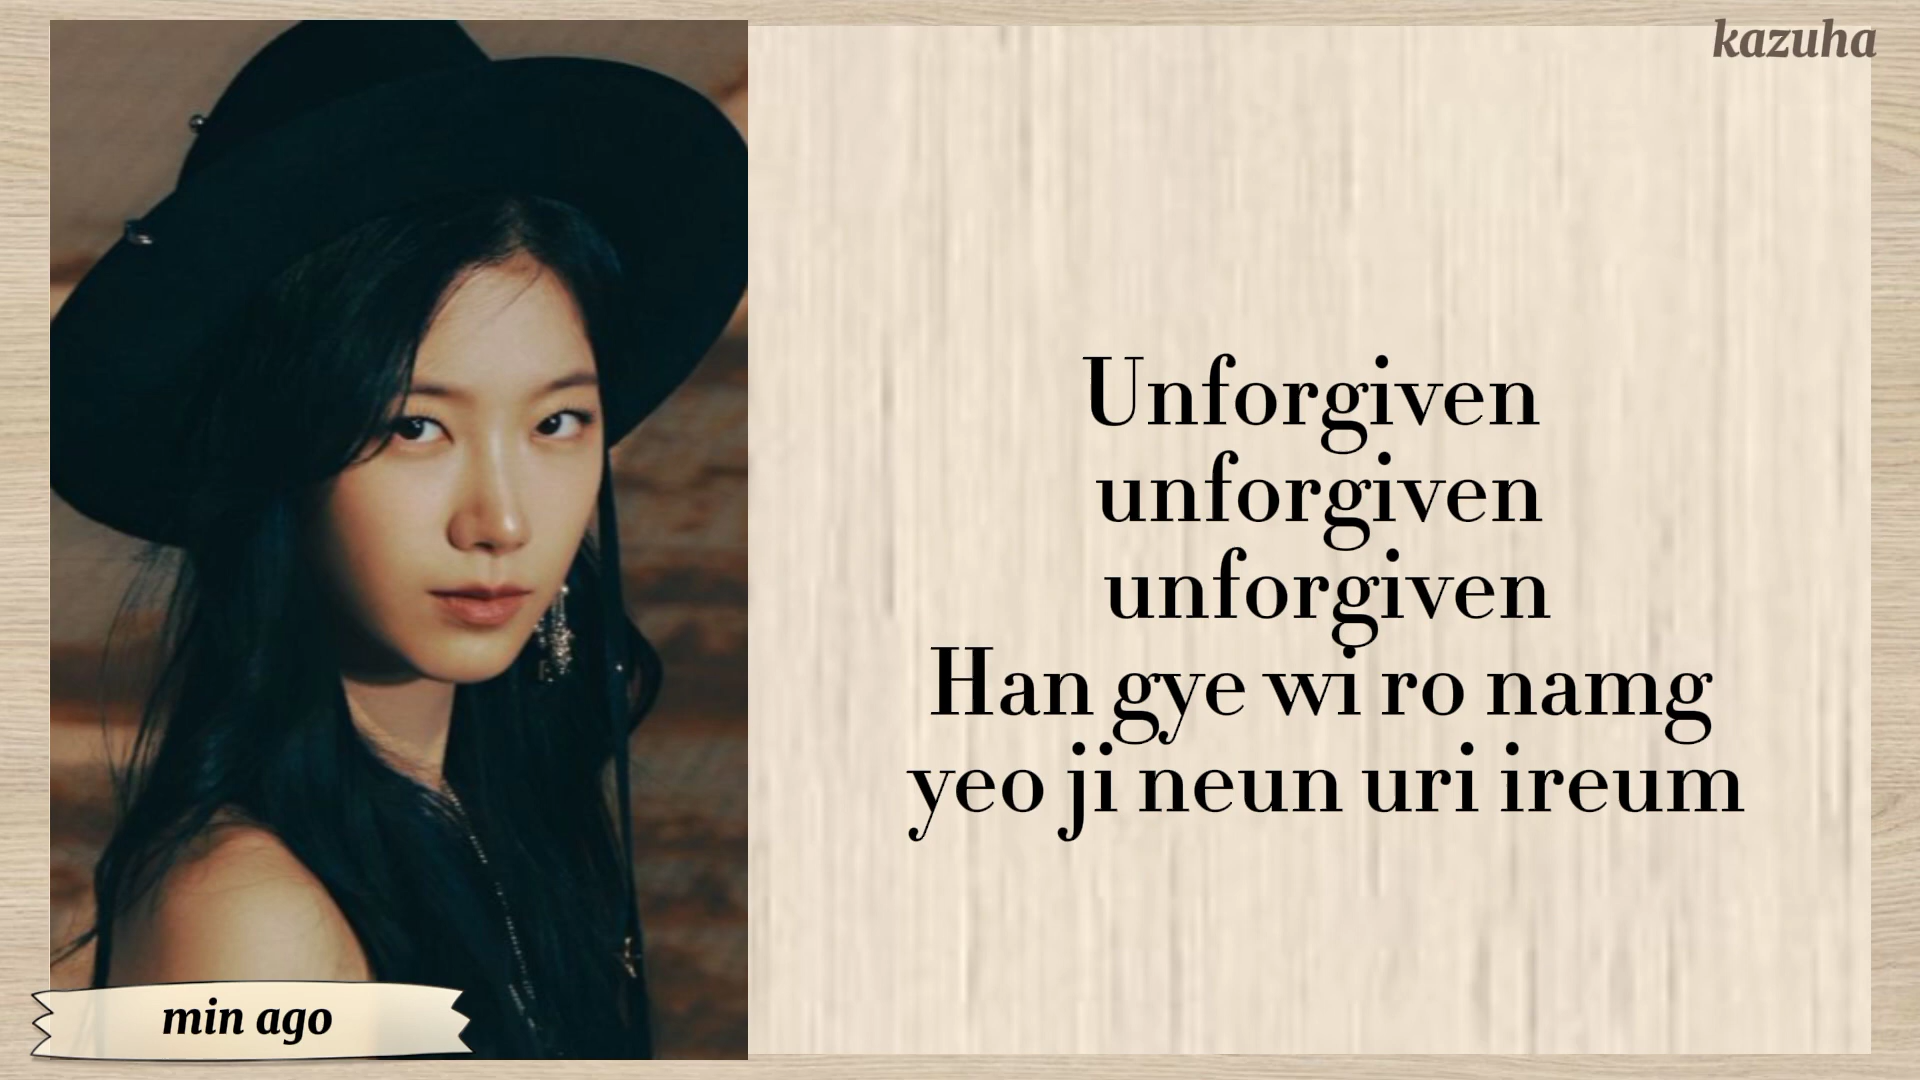 kazuha
Unforgiven
unforgiven
unforgiven
Han gye wi ro namg
yeo ji neun uri ireum
min ago